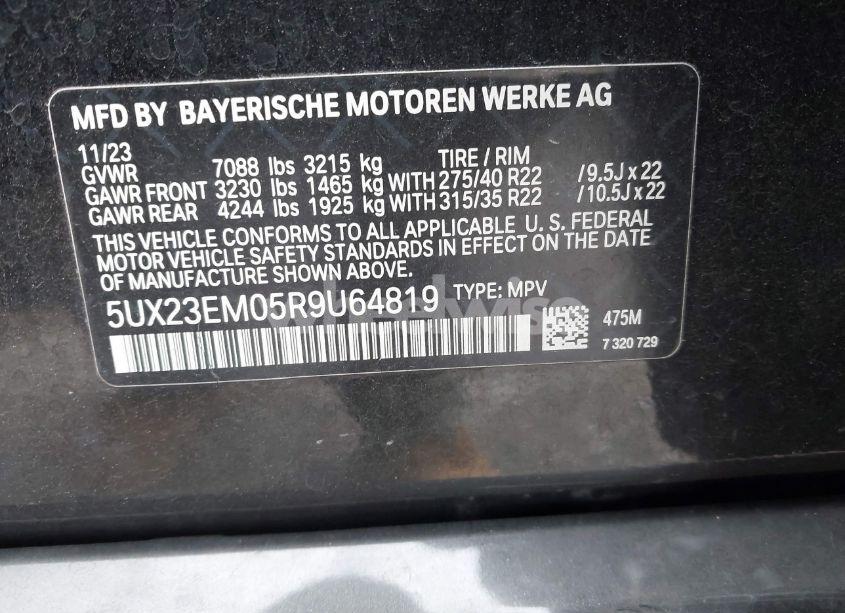 MFD BY BAYERISCHE MOTOREN WERKE AG
11/23 TIRE / RIM
GVWR 7088 lbs 3215 kg
GAWR FRONT 3230 lbs 1465 kg WITH 275/40 R22 /9.5J x 22
GAWR REAR 4244 lbs 1925 kg WITH 315/35 R22 /10.5J x 22
THIS VEHICLE CONFORMS TO ALL APPLICABLE U. S. FEDERAL
MOTOR VEHICLE SAFETY STANDARDS IN EFFECT ON THE DATE
OF MANUFACTURE SHOWN ABOVE.
5UX23EM05R9U64819 TYPE: MPV
475M
7 320 729